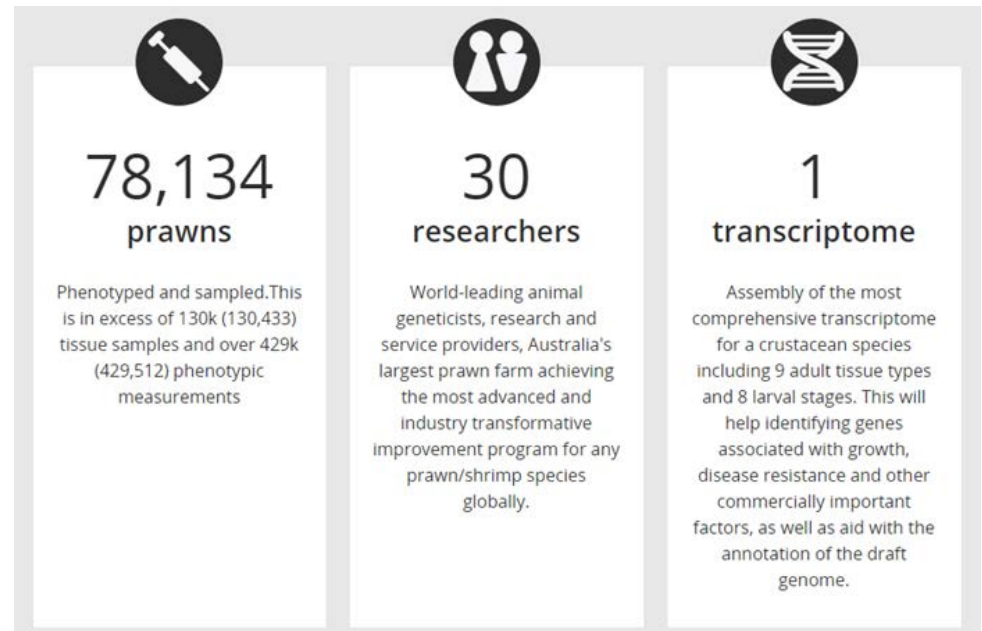 78,134
prawns
Phenotyped and sampled.This
is in excess of 130k (130,433)
tissue samples and over 429k
(429,512) phenotypic
measurements
30
researchers
World-leading animal
geneticists, research and
service providers, Australia's
largest prawn farm achieving
the most advanced and
industry transformative
improvement program for any
prawn/shrimp species
globally.
1
transcriptome
Assembly of the most
comprehensive transcriptome
for a crustacean species
including 9 adult tissue types
and 8 larval stages. This will
help identifying genes
associated with growth,
disease resistance and other
commercially important
factors, as well as aid with the
annotation of the draft
genome.